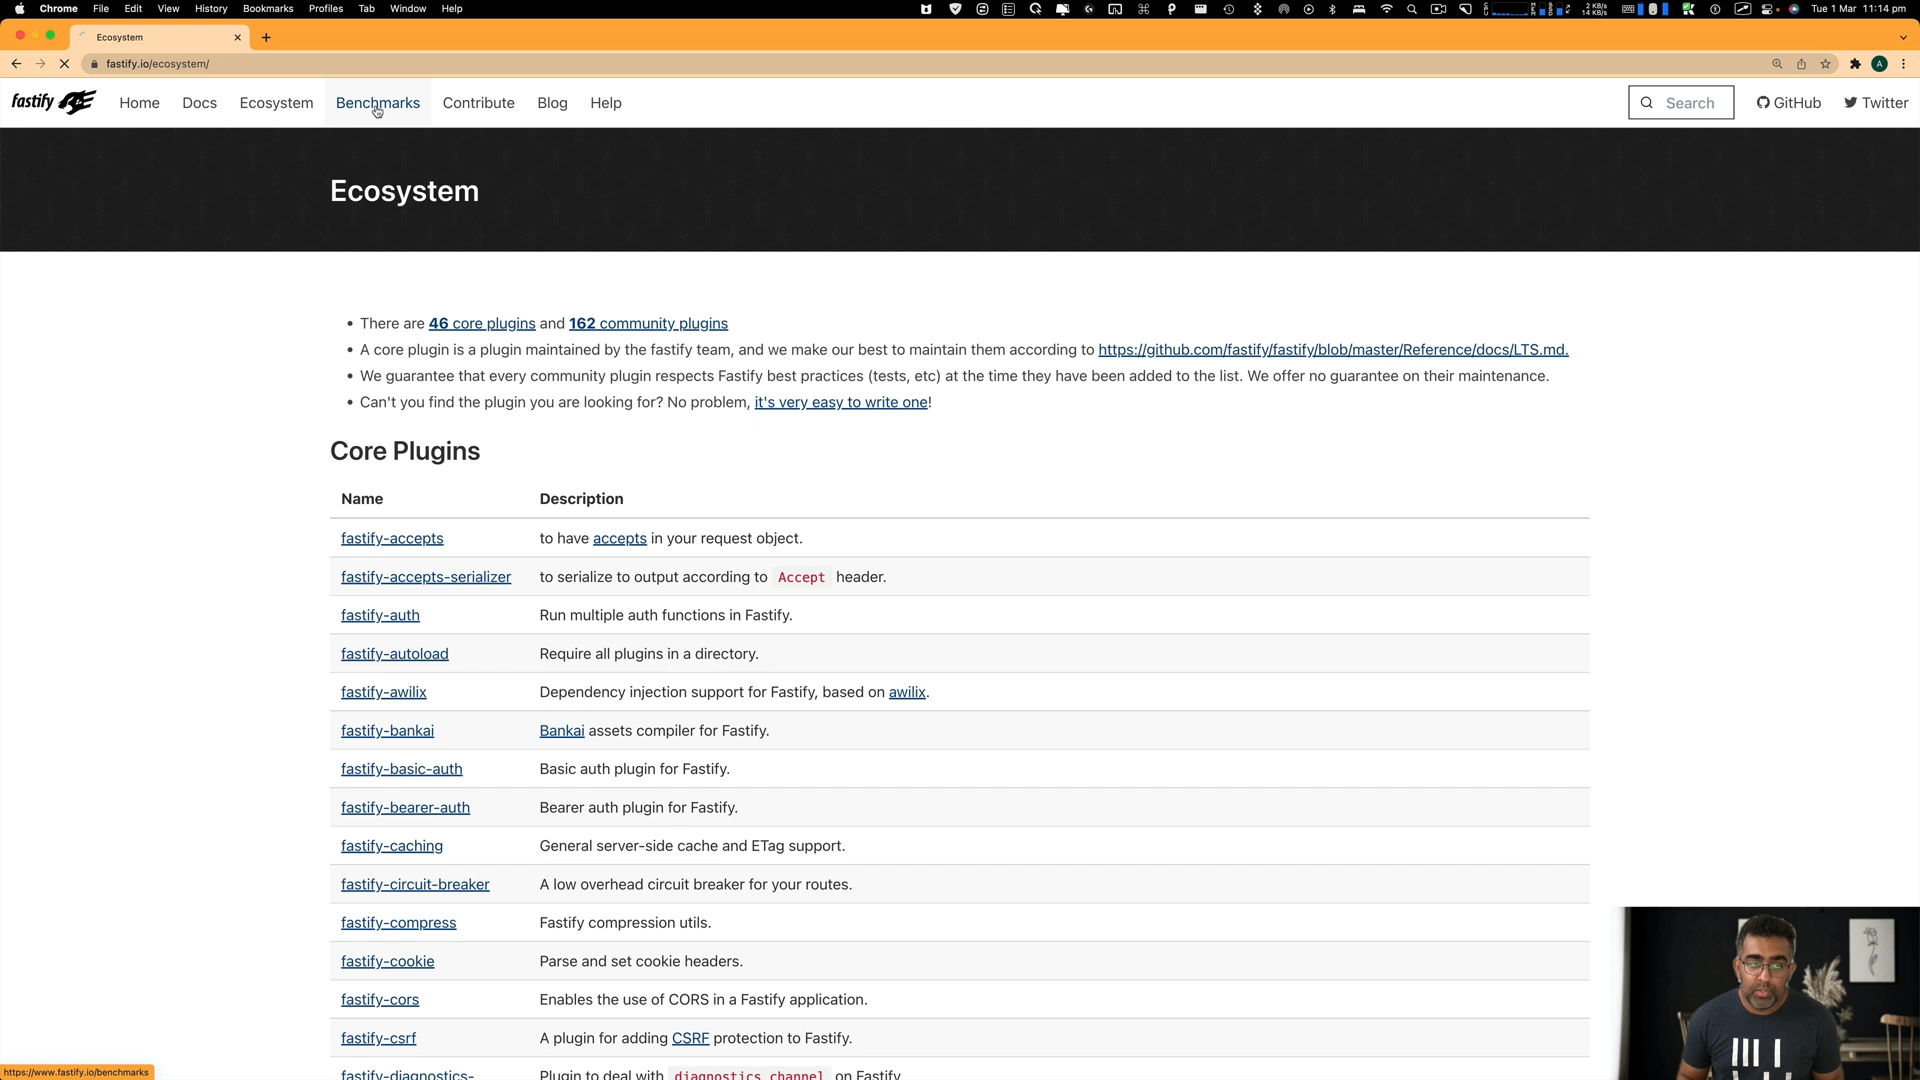 Chrome File Edit View History Bookmarks Profiles Tab Window Help
2 KB/s
14 KB/s
Tue 1 Mar 11:14 pm
Ecosystem
fastify.io/ecosystem/
A
fastify Home Docs Ecosystem Benchmarks Contribute Blog Help Search GitHub Twitter
Ecosystem
• There are 46 core plugins and 162 community plugins
• A core plugin is a plugin maintained by the fastify team, and we make our best to maintain them according to https://github.com/fastify/fastify/blob/master/Reference/docs/LTS.md.
• We guarantee that every community plugin respects Fastify best practices (tests, etc) at the time they have been added to the list. We offer no guarantee on their maintenance.
• Can't you find the plugin you are looking for? No problem, it's very easy to write one!
Core Plugins
Name Description
fastify-accepts to have accepts in your request object.
fastify-accepts-serializer to serialize to output according to Accept header.
fastify-auth Run multiple auth functions in Fastify.
fastify-autoload Require all plugins in a directory.
fastify-awilix Dependency injection support for Fastify, based on awilix.
fastify-bankai Bankai assets compiler for Fastify.
fastify-basic-auth Basic auth plugin for Fastify.
fastify-bearer-auth Bearer auth plugin for Fastify.
fastify-caching General server-side cache and ETag support.
fastify-circuit-breaker A low overhead circuit breaker for your routes.
fastify-compress Fastify compression utils.
fastify-cookie Parse and set cookie headers.
fastify-cors Enables the use of CORS in a Fastify application.
fastify-csrf A plugin for adding CSRF protection to Fastify.
fastify-diagnostics- Plugin to deal with diagnostics_channel on Fastify
https://www.fastify.io/benchmarks